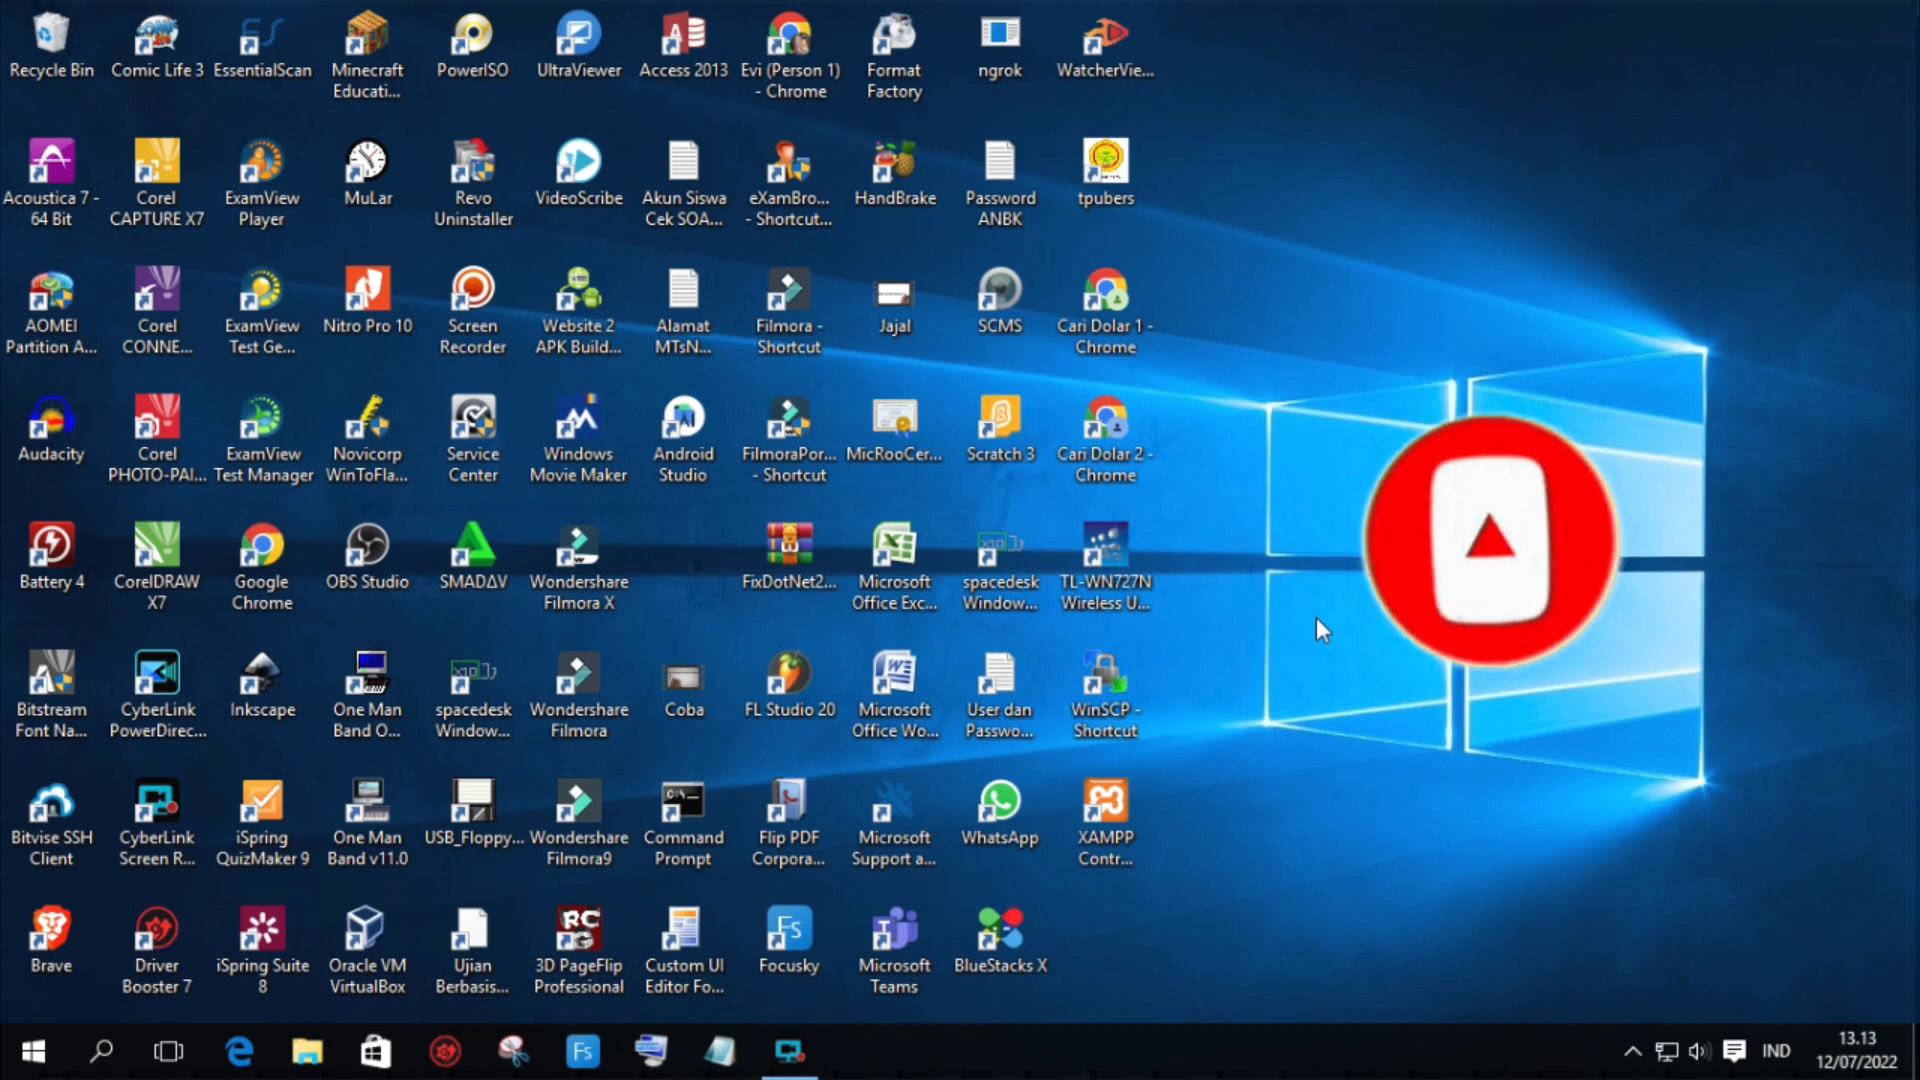 Recycle Bin
Comic Life 3
EssentialScan
Minecraft
Educati...
PowerISO
UltraViewer
Access 2013
Evi (Person 1)
- Chrome
Format
Factory
ngrok
WatcherVie...
Acoustica 7 -
64 Bit
Corel
CAPTURE X7
ExamView
Player
MuLar
Revo
Uninstaller
VideoScribe
Akun Siswa
Cek SOA...
eXamBro...
- Shortcut...
HandBrake
Password
ANBK
tpubers
AOMEI
Partition A...
Corel
CONNE...
ExamView
Test Ge...
Nitro Pro 10
Screen
Recorder
Website 2
APK Build...
Alamat
MTsN...
Filmora -
Shortcut
Jajal
SCMS
Cari Dolar 1 -
Chrome
Audacity
Corel
PHOTO-PAI...
ExamView
Test Manager
Novicorp
WinToFla...
Service
Center
Windows
Movie Maker
Android
Studio
FilmoraPor...
- Shortcut
MicRooCer...
Scratch 3
Cari Dolar 2 -
Chrome
Battery 4
CorelDRAW
X7
Google
Chrome
OBS Studio
SMADΔV
Wondershare
Filmora X
FixDotNet2...
Microsoft
Office Exc...
spacedesk
Window...
TL-WN727N
Wireless U...
Bitstream
Font Na...
CyberLink
PowerDirec...
Inkscape
One Man
Band O...
spacedesk
Window...
Wondershare
Filmora
Coba
FL Studio 20
Microsoft
Office Wo...
User dan
Passwo...
WinSCP -
Shortcut
Bitvise SSH
Client
CyberLink
Screen R...
iSpring
QuizMaker 9
One Man
Band v11.0
USB_Floppy...
Wondershare
Filmora9
Command
Prompt
Flip PDF
Corpora...
Microsoft
Support a...
WhatsApp
XAMPP
Contr...
Brave
Driver
Booster 7
iSpring Suite
8
Oracle VM
VirtualBox
Ujian
Berbasis...
3D PageFlip
Professional
Custom UI
Editor Fo...
Focusky
Microsoft
Teams
BlueStacks X
Fs
IND
13.13
12/07/2022